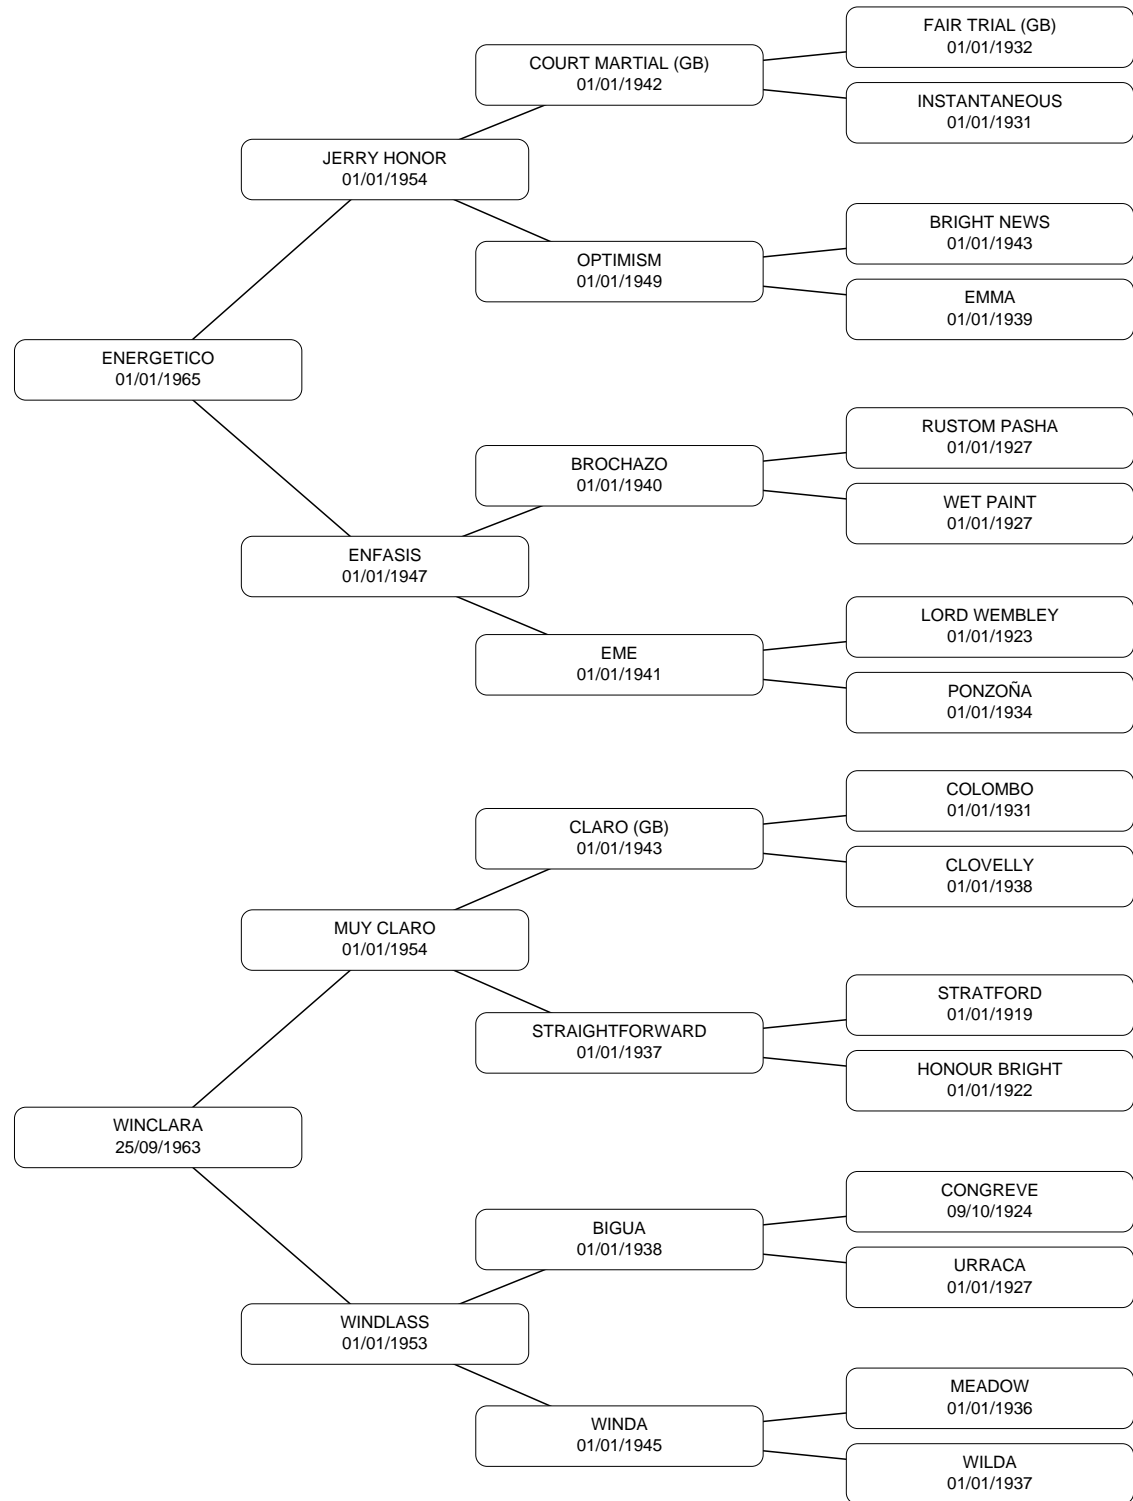 FAIR TRIAL (GB)
01/01/1932
COURT MARTIAL (GB)
01/01/1942
INSTANTANEOUS
01/01/1931
JERRY HONOR
01/01/1954
BRIGHT NEWS
01/01/1943
OPTIMISM
01/01/1949
EMMA
01/01/1939
ENERGETICO
01/01/1965
RUSTOM PASHA
01/01/1927
BROCHAZO
01/01/1940
WET PAINT
01/01/1927
ENFASIS
01/01/1947
LORD WEMBLEY
01/01/1923
EME
01/01/1941
PONZOÑA
01/01/1934
COLOMBO
01/01/1931
CLARO (GB)
01/01/1943
CLOVELLY
01/01/1938
MUY CLARO
01/01/1954
STRATFORD
01/01/1919
STRAIGHTFORWARD
01/01/1937
HONOUR BRIGHT
01/01/1922
WINCLARA
25/09/1963
CONGREVE
09/10/1924
BIGUA
01/01/1938
URRACA
01/01/1927
WINDLASS
01/01/1953
MEADOW
01/01/1936
WINDA
01/01/1945
WILDA
01/01/1937